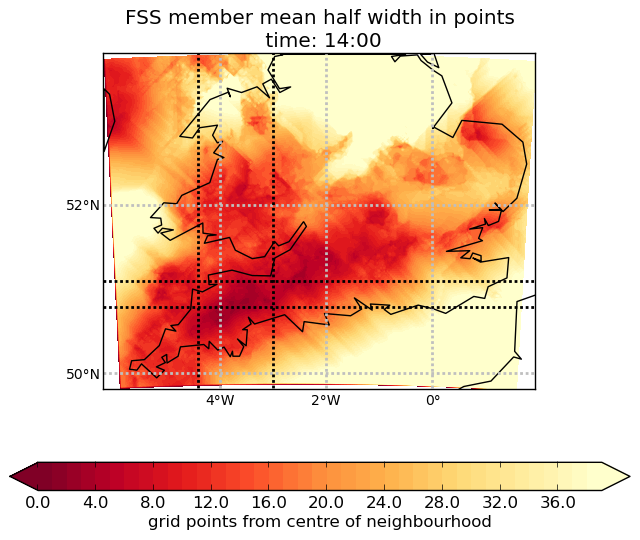 FSS member mean half width in points
time: 14:00
52°N
50°N
4°W 2°W 0°
0.0 4.0 8.0 12.0 16.0 20.0 24.0 28.0 32.0 36.0
grid points from centre of neighbourhood